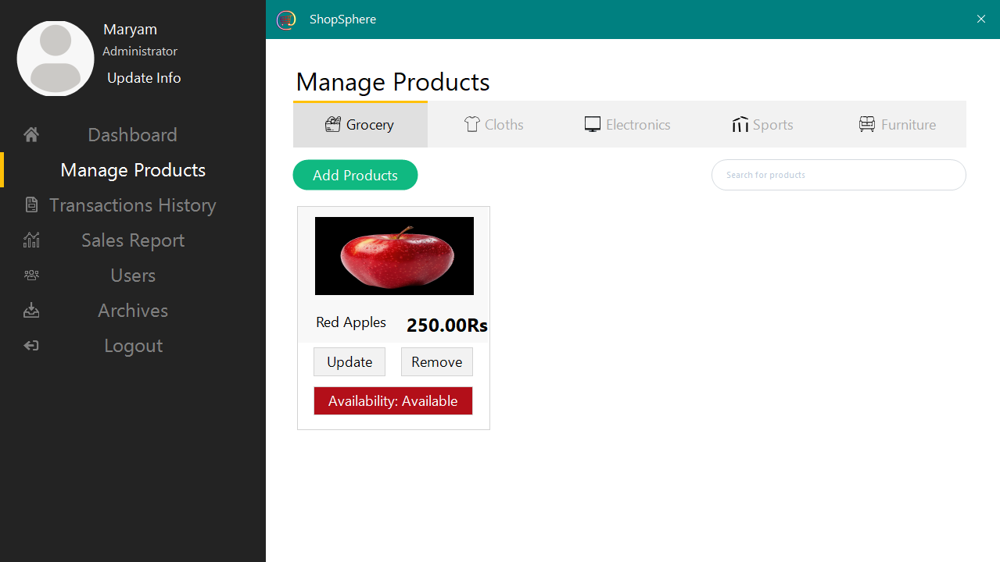 Maryam
Administrator
Update Info
Dashboard
Manage Products
Transactions History
Sales Report
Users
Archives
Logout
ShopSphere
Manage Products
Grocery Cloths Electronics Sports Furniture
Add Products
Search for products
Red Apples 250.00Rs
Update Remove
Availability: Available